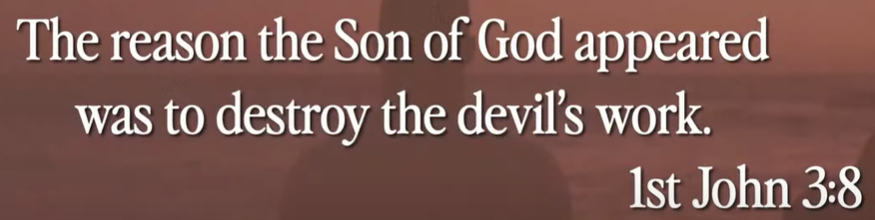 The reason the Son of God appeared
was to destroy the devil's work.
1st John 3:8